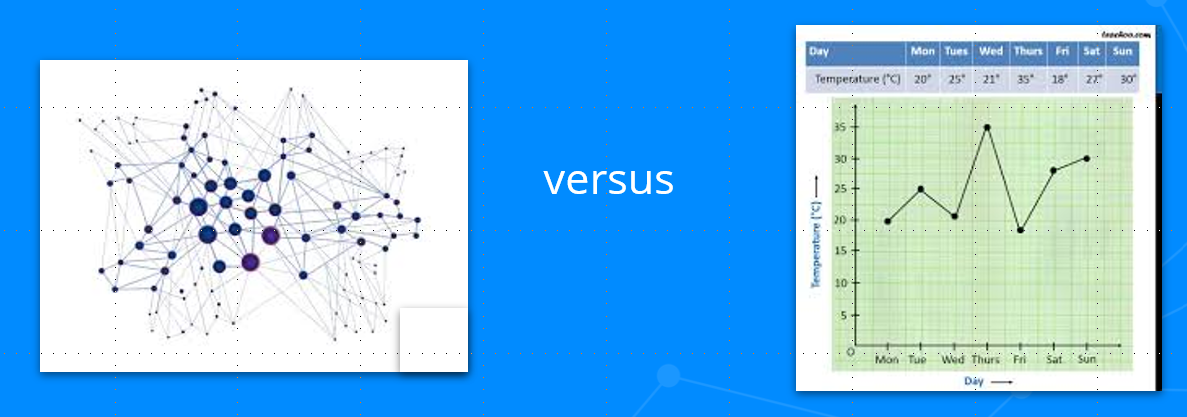 versus
teachoo.com
Day Mon Tues Wed Thurs Fri Sat Sun
Temperature (°C) 20° 25° 21° 35° 18° 27° 30°
35
30
25
20
15
10
5
O
Temperature (°C)
Mon Tue Wed Thurs Fri Sat Sun
Day